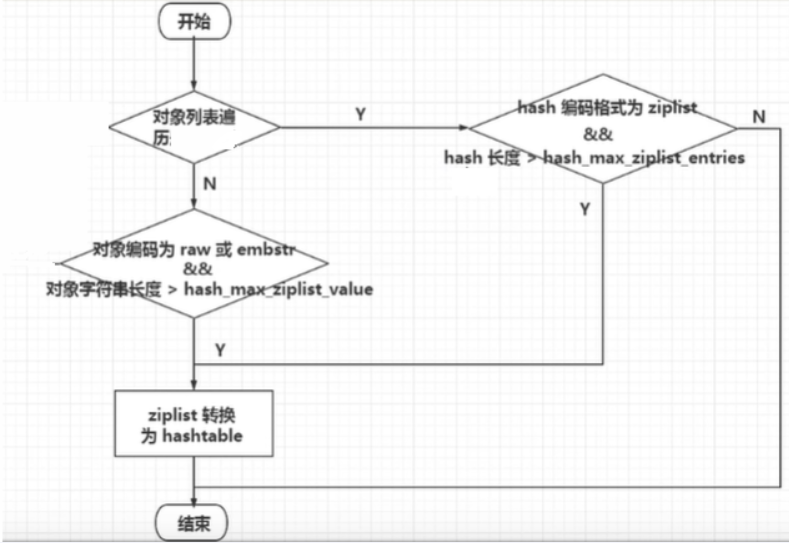 开始
对象列表遍
历
Y
hash 编码格式为 ziplist
&&
hash 长度 > hash_max_ziplist_entries
N
N
Y
对象编码为 raw 或 embstr
&&
对象字符串长度 > hash_max_ziplist_value
Y
ziplist 转换
为 hashtable
结束